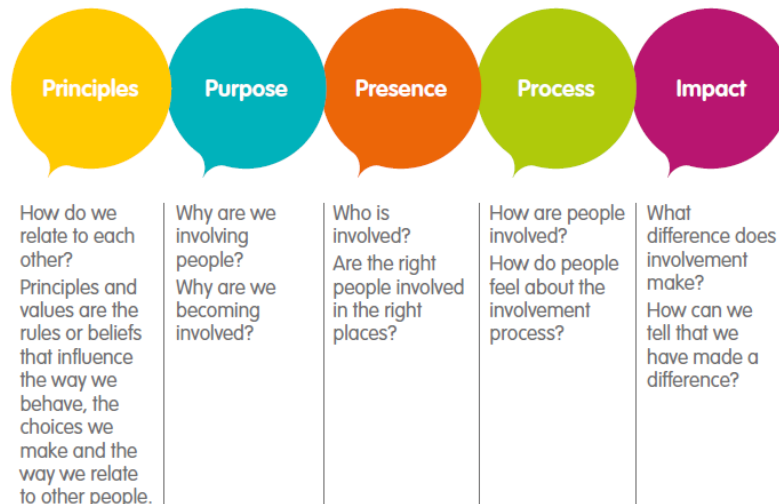 Principles
Purpose
Presence
Process
Impact
How do we
relate to each
other?
Principles and
values are the
rules or beliefs
that influence
the way we
behave, the
choices we
make and the
way we relate
to other people.
Why are we
involving
people?
Why are we
becoming
involved?
Who is
involved?
Are the right
people involved
in the right
places?
How are people
involved?
How do people
feel about the
involvement
process?
What
difference does
involvement
make?
How can we
tell that we
have made a
difference?